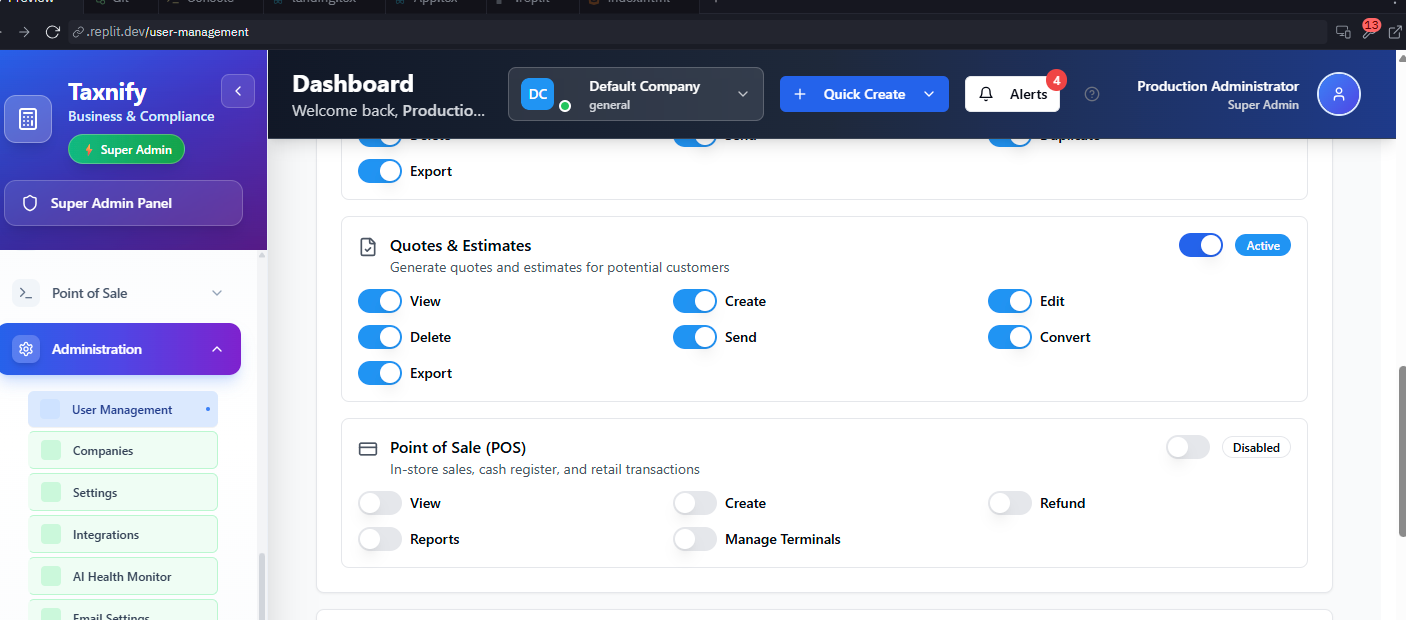 Preview
Git
Console
.replit
.replit.dev/user-management
13
Taxnify
Business & Compliance
Super Admin
Super Admin Panel
Point of Sale
Administration
User Management
Companies
Settings
Integrations
AI Health Monitor
Email Settings
Dashboard
Welcome back, Productio...
DC
Default Company
general
Quick Create
Alerts
4
Production Administrator
Super Admin
Delete
Send
Duplicate
Export
Quotes & Estimates
Active
Generate quotes and estimates for potential customers
View
Create
Edit
Delete
Send
Convert
Export
Point of Sale (POS)
Disabled
In-store sales, cash register, and retail transactions
View
Create
Refund
Reports
Manage Terminals